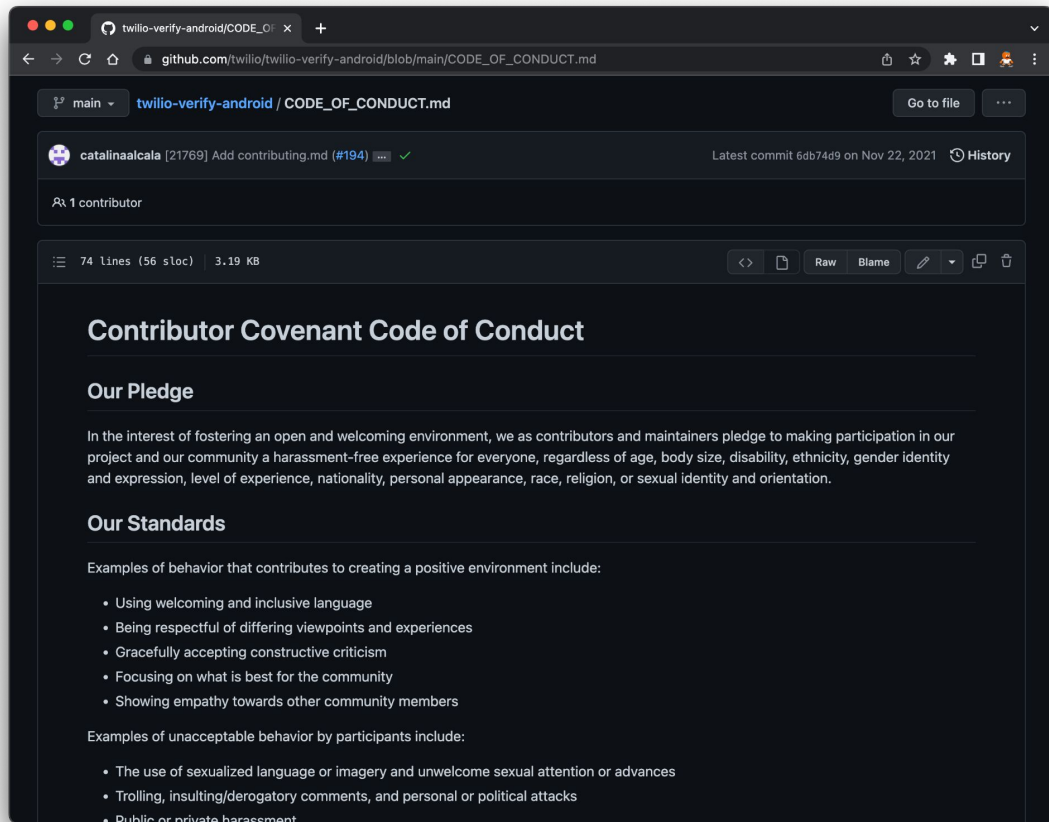 twilio-verify-android/CODE_OF
github.com/twilio/twilio-verify-android/blob/main/CODE_OF_CONDUCT.md
main twilio-verify-android / CODE_OF_CONDUCT.md Go to file
catalinaalcala [21769] Add contributing.md (#194) ... Latest commit 6db74d9 on Nov 22, 2021 History
1 contributor
74 lines (56 sloc) 3.19 KB <> Raw Blame
Contributor Covenant Code of Conduct
Our Pledge
In the interest of fostering an open and welcoming environment, we as contributors and maintainers pledge to making participation in our
project and our community a harassment-free experience for everyone, regardless of age, body size, disability, ethnicity, gender identity
and expression, level of experience, nationality, personal appearance, race, religion, or sexual identity and orientation.
Our Standards
Examples of behavior that contributes to creating a positive environment include:
• Using welcoming and inclusive language
• Being respectful of differing viewpoints and experiences
• Gracefully accepting constructive criticism
• Focusing on what is best for the community
• Showing empathy towards other community members
Examples of unacceptable behavior by participants include:
• The use of sexualized language or imagery and unwelcome sexual attention or advances
• Trolling, insulting/derogatory comments, and personal or political attacks
• Public or private harassment